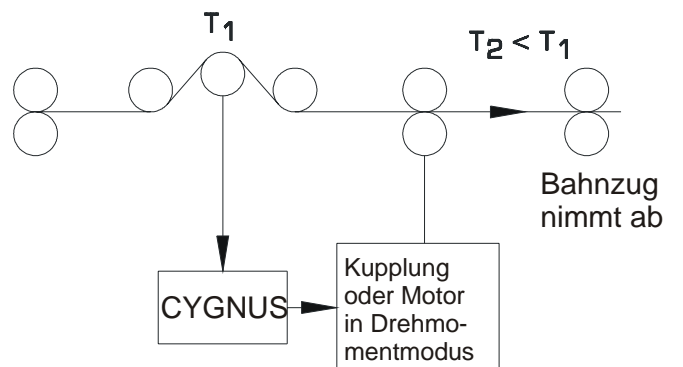 T1
T2 < T1
Bahnzug
nimmt ab
CYGNUS
Kupplung
oder Motor
in Drehmo-
mentmodus